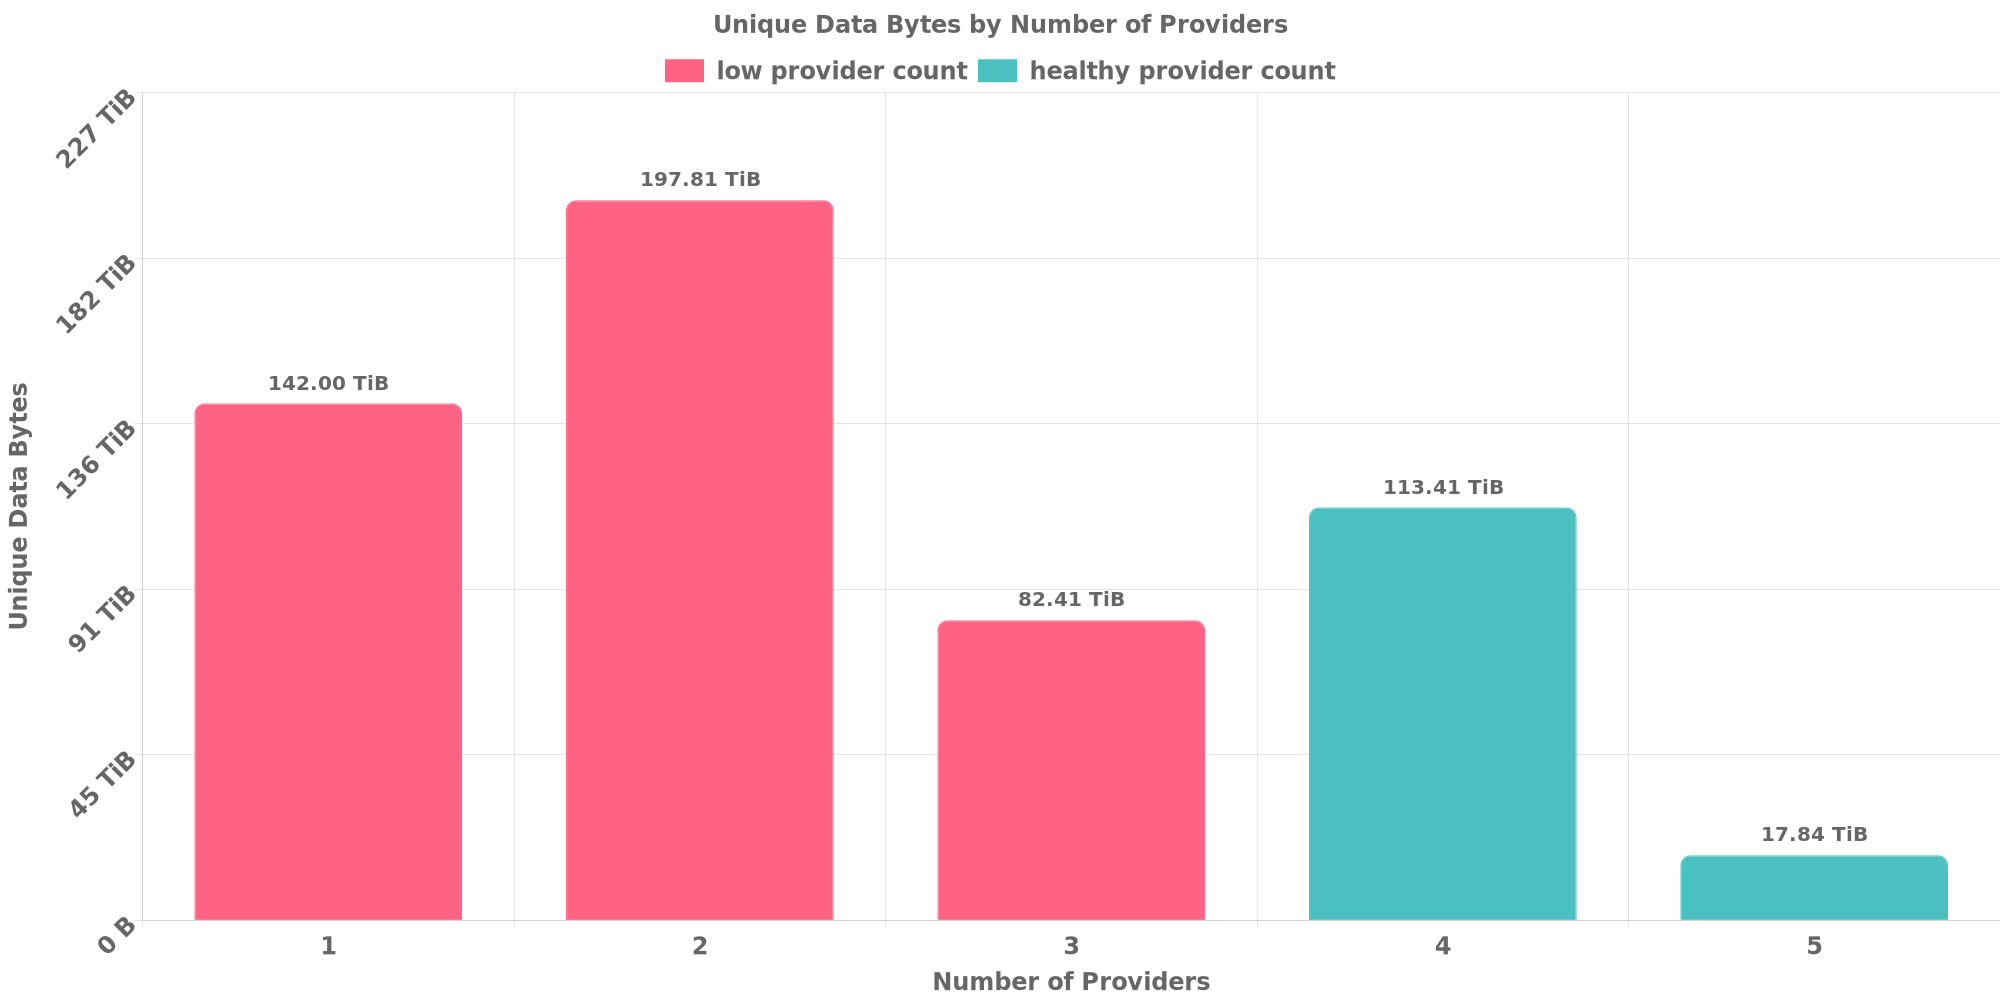 Unique Data Bytes by Number of Providers
low provider count healthy provider count
227 TiB
182 TiB
136 TiB
91 TiB
45 TiB
0 B
Unique Data Bytes
142.00 TiB
197.81 TiB
82.41 TiB
113.41 TiB
17.84 TiB
1 2 3 4 5
Number of Providers